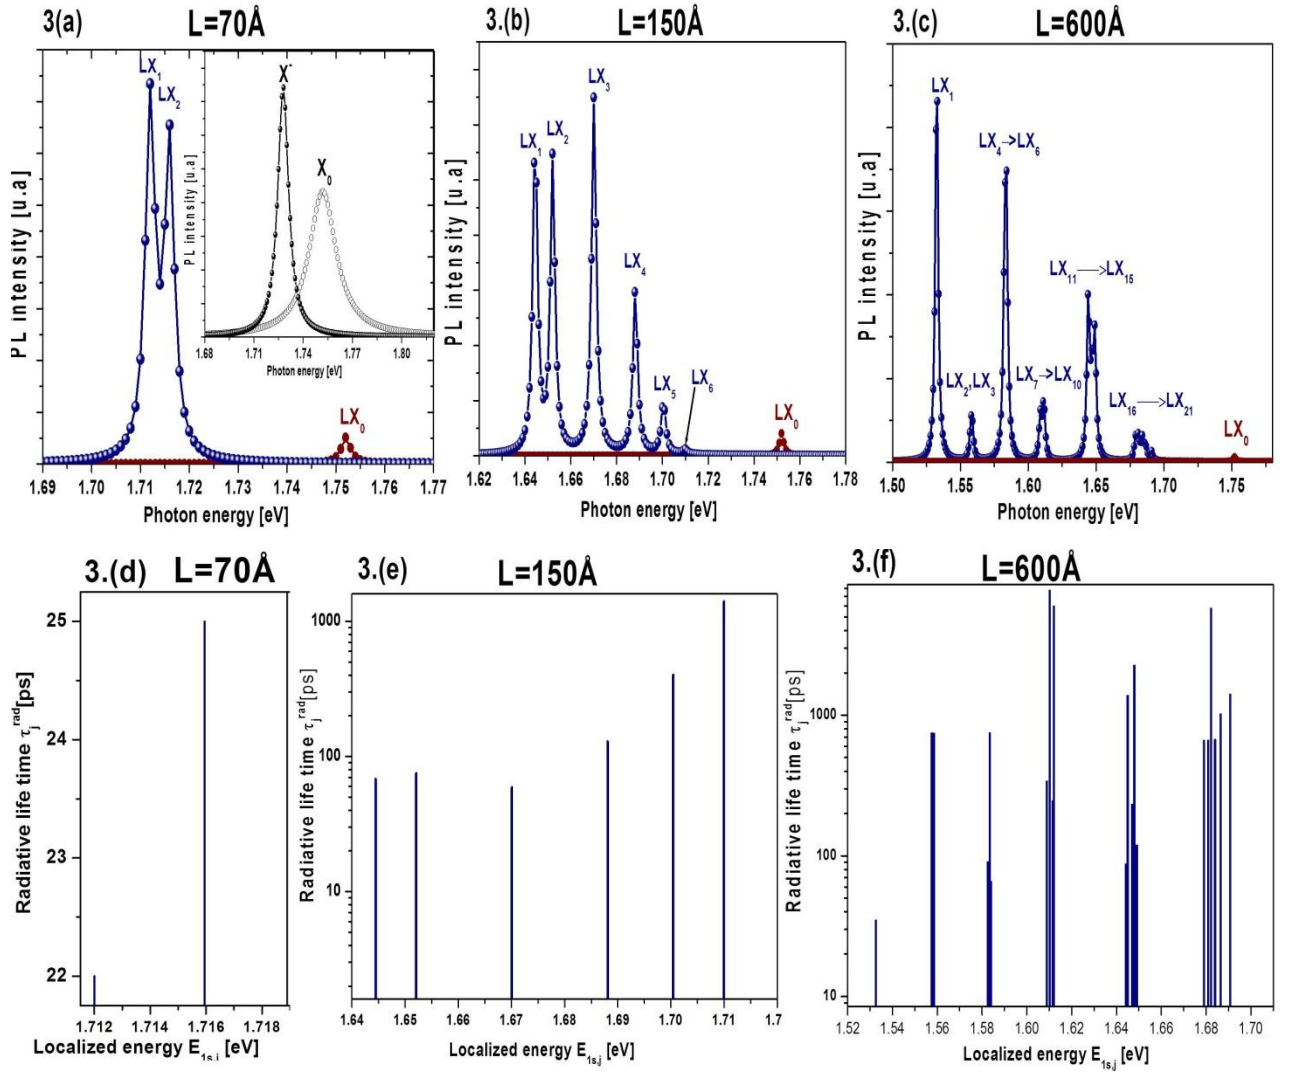 3(a) L=70Å
3.(b) L=150Å
3.(c) L=600Å
PL intensity [u.a]
LX1
LX2
PL intensity [u.a]
X-
X0
1.68 1.71 1.74 1.77 1.80
Photon energy [eV]
LX0
1.69 1.70 1.71 1.72 1.73 1.74 1.75 1.76 1.77
Photon energy [eV]
PL intensity [u.a]
LX1
LX2
LX3
LX4
LX5
LX6
LX0
1.62 1.64 1.66 1.68 1.70 1.72 1.74 1.76 1.78
Photon energy [eV]
PL intensity [u.a]
LX1
LX4→LX6
LX11→LX15
LX2,LX3
LX7→LX10
LX16→LX21
LX0
1.50 1.55 1.60 1.65 1.70 1.75
Photon energy [eV]
3.(d) L=70Å
3.(e) L=150Å
3.(f) L=600Å
Radiative life time τj rad[ps]
25
24
23
22
1.712 1.714 1.716 1.718
Localized energy E1s,j [eV]
Radiative life time τj rad[ps]
1000
100
10
1.64 1.65 1.66 1.67 1.68 1.69 1.70 1.71 1.7
Localized energy E1s,j [eV]
Radiative life time τj rad[ps]
1000
100
10
1.52 1.54 1.56 1.58 1.60 1.62 1.64 1.66 1.68 1.70
Localized energy E1s,j [eV]